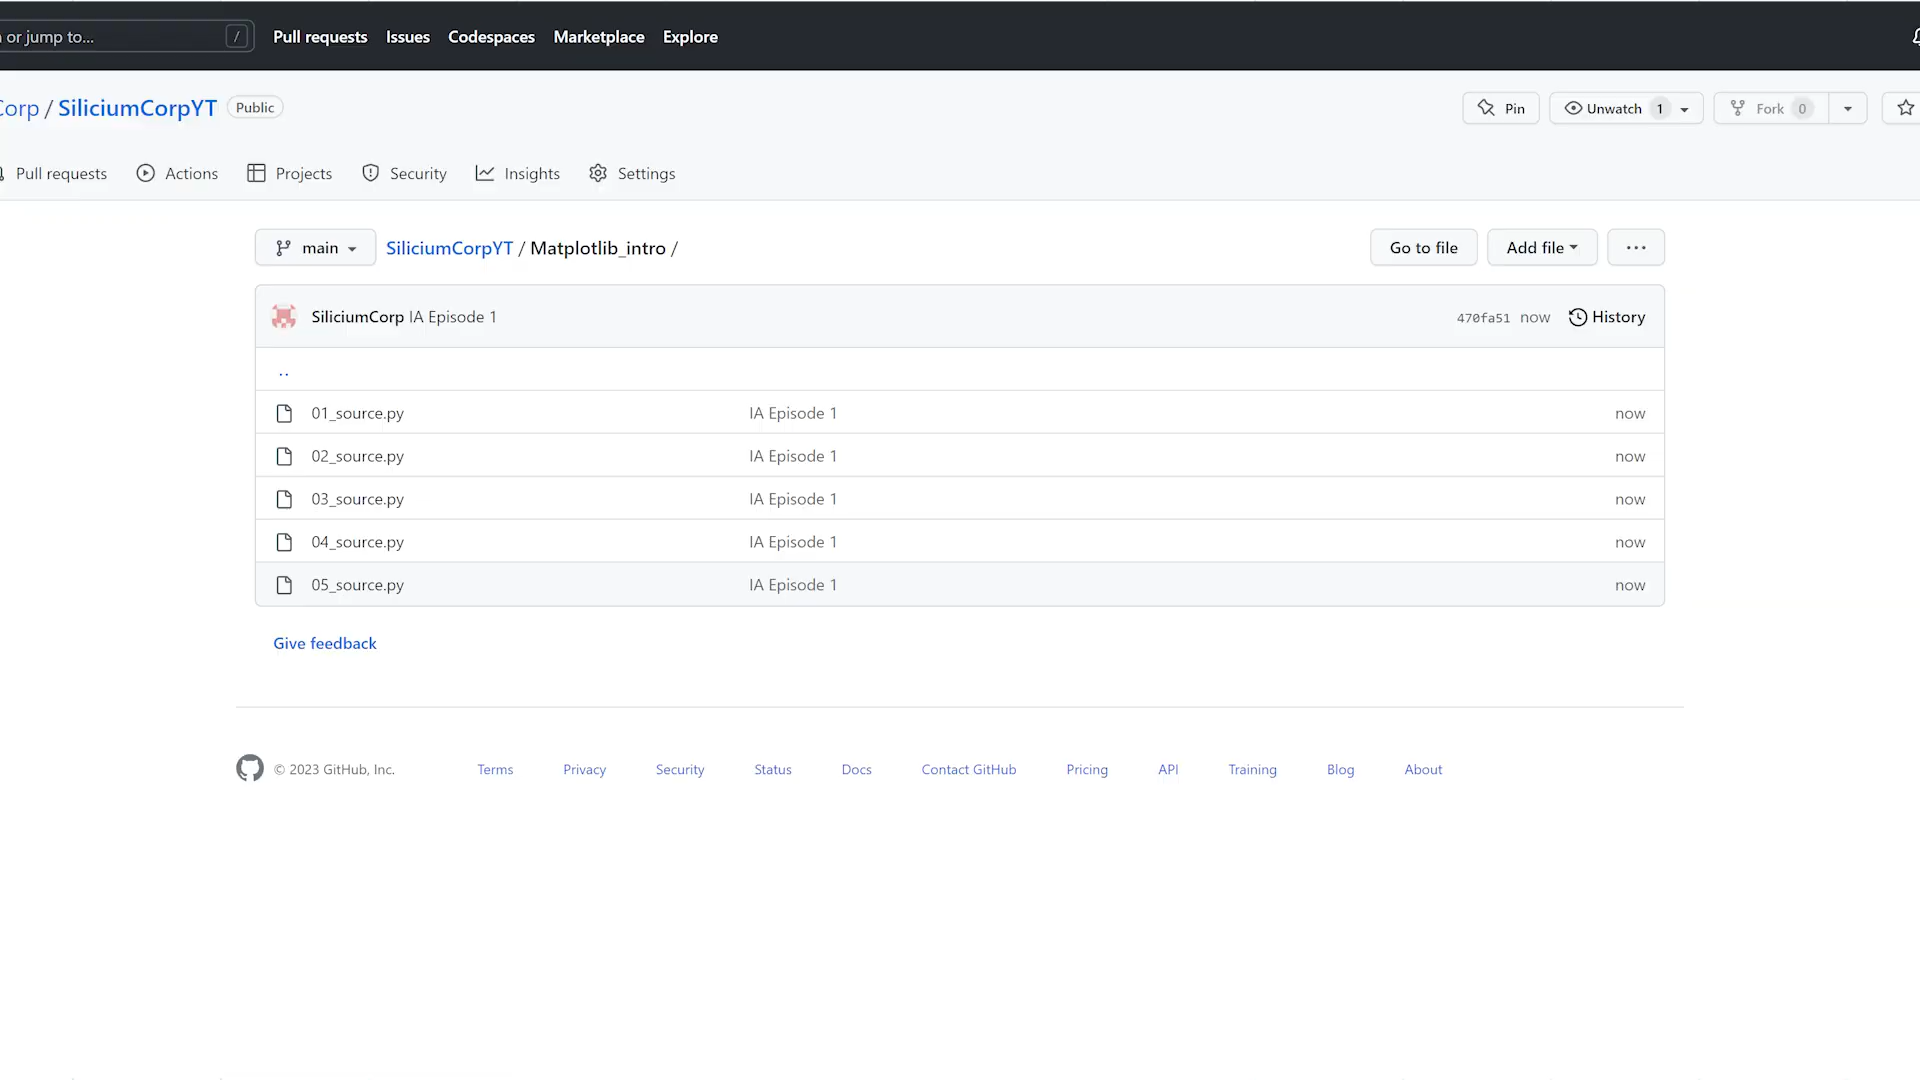 or jump to... / Pull requests Issues Codespaces Marketplace Explore
/ SiliciumCorpYT Public Pin Unwatch 1 Fork 0
Pull requests Actions Projects Security Insights Settings
main SiliciumCorpYT / Matplotlib_intro / Go to file Add file ...
SiliciumCorp IA Episode 1 470fa51 now History
..
01_source.py IA Episode 1 now
02_source.py IA Episode 1 now
03_source.py IA Episode 1 now
04_source.py IA Episode 1 now
05_source.py IA Episode 1 now
Give feedback
© 2023 GitHub, Inc. Terms Privacy Security Status Docs Contact GitHub Pricing API Training Blog About